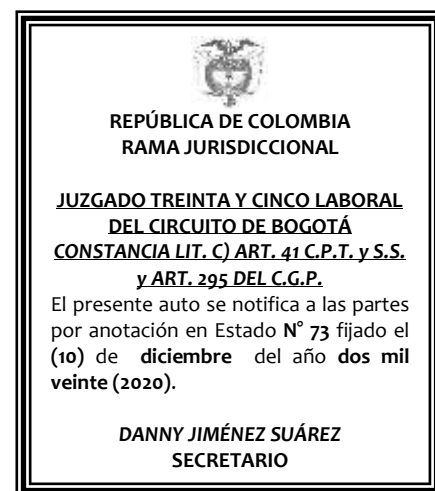 REPÚBLICA DE COLOMBIA
RAMA JURISDICCIONAL
JUZGADO TREINTA Y CINCO LABORAL
DEL CIRCUITO DE BOGOTÁ
CONSTANCIA LIT. C) ART. 41 C.P.T. y S.S.
y ART. 295 DEL C.G.P.
El presente auto se notifica a las partes
por anotación en Estado N° 73 fijado el
(10) de diciembre del año dos mil
veinte (2020).
DANNY JIMÉNEZ SUÁREZ
SECRETARIO